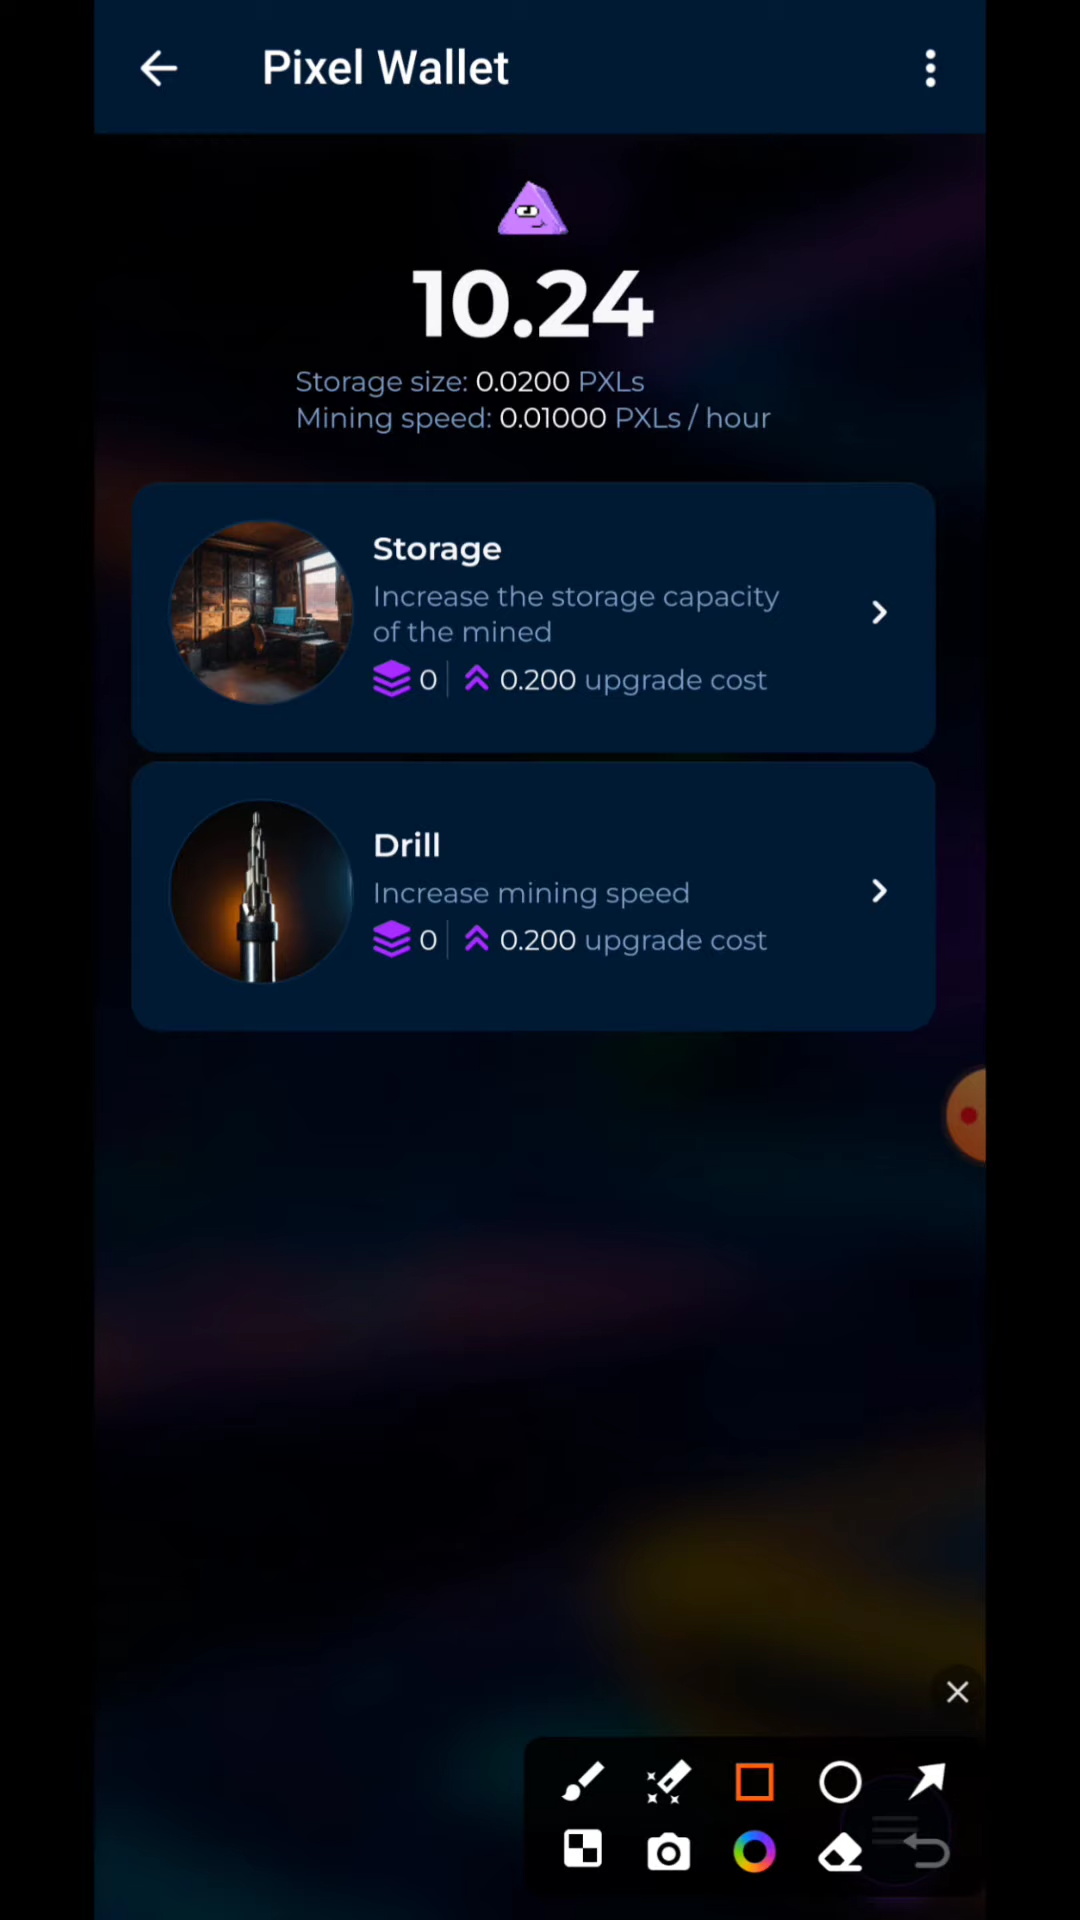 Pixel Wallet
10.24
Storage size: 0.0200 PXLs
Mining speed: 0.01000 PXLs / hour
Storage
Increase the storage capacity
of the mined
0 0.200 upgrade cost
Drill
Increase mining speed
0 0.200 upgrade cost